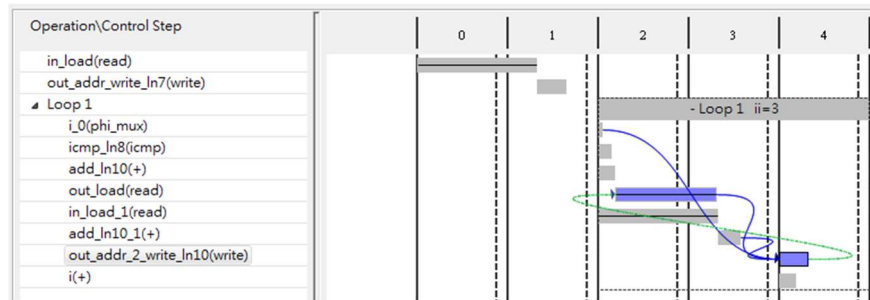 Operation\Control Step
0 1 2 3 4
in_load(read)
out_addr_write_ln7(write)
Loop 1
- Loop 1 ii=3
i_0(phi_mux)
icmp_ln8(icmp)
add_ln10(+)
out_load(read)
in_load_1(read)
add_ln10_1(+)
out_addr_2_write_ln10(write)
i(+)